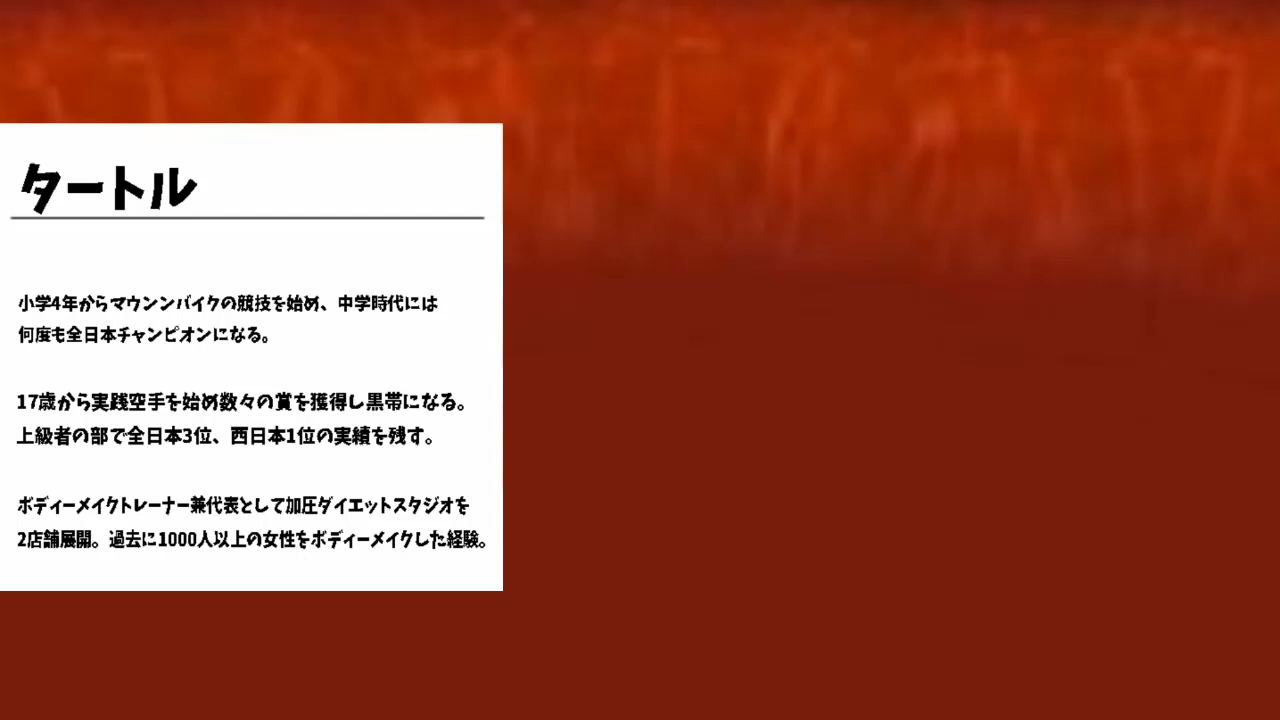 タートル
小学4年からマウンンバイクの競技を始め、中学時代には
何度も全日本チャンピオンになる。
17歳から実践空手を始め数々の賞を獲得し黒帯になる。
上級者の部で全日本3位、西日本1位の実績を残す。
ボディーメイクトレーナー兼代表として加圧ダイエットスタジオを
2店舗展開。過去に1000人以上の女性をボディーメイクした経験。